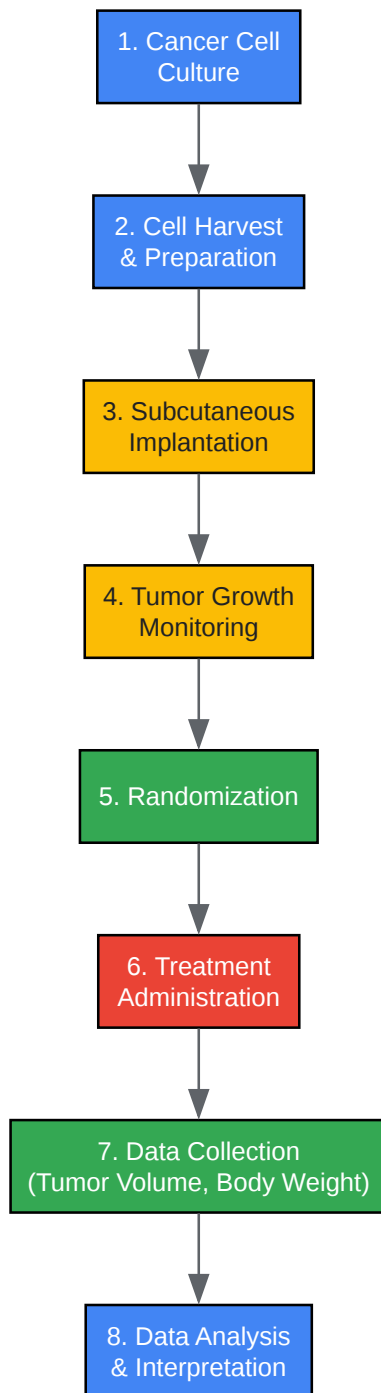 1. Cancer Cell
Culture
2. Cell Harvest
& Preparation
3. Subcutaneous
Implantation
4. Tumor Growth
Monitoring
5. Randomization
6. Treatment
Administration
7. Data Collection
(Tumor Volume, Body Weight)
8. Data Analysis
& Interpretation